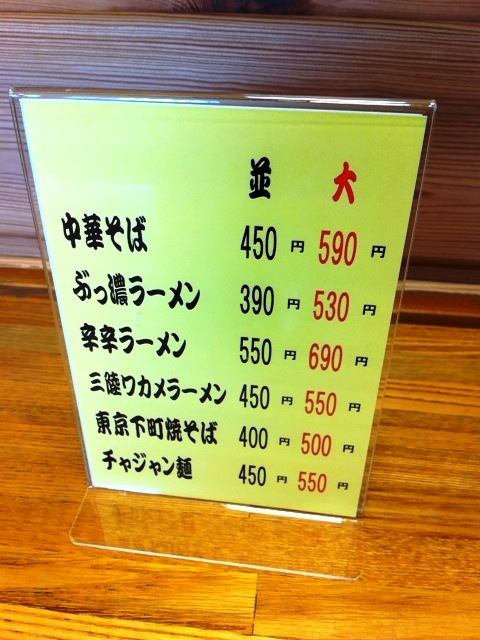 並 大
中華そば 450円 590円
ぶっ濃ラーメン 390円 530円
辛辛ラーメン 550円 690円
三陸ワカメラーメン 450円 550円
東京下町焼そば 400円 500円
チャジャン麺 450円 550円